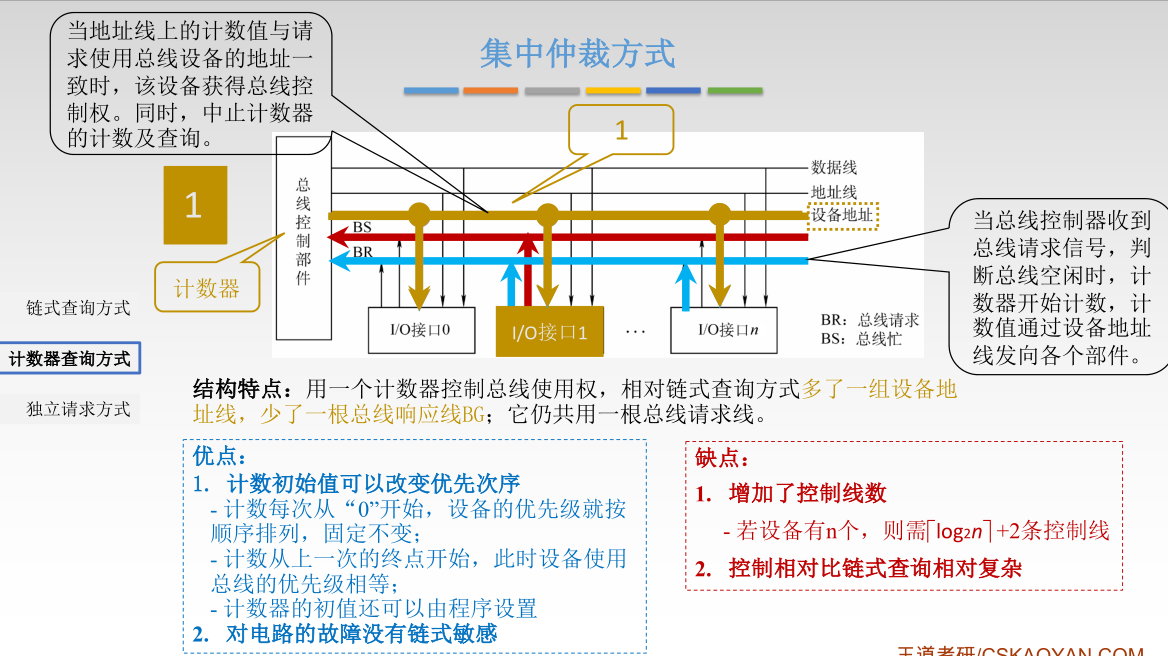 当地址线上的计数值与请
求使用总线设备的地址一
致时，该设备获得总线控
制权。同时，中止计数器
的计数及查询。
集中仲裁方式
1
1
计数器
总线控制部件
数据线
地址线
设备地址
BS
BR
I/O接口0
I/O接口1
···
I/O接口n
BR：总线请求
BS：总线忙
当总线控制器收到
总线请求信号，判
断总线空闲时，计
数器开始计数，计
数值通过设备地址
线发向各个部件。
链式查询方式
计数器查询方式
独立请求方式
结构特点：用一个计数器控制总线使用权，相对链式查询方式多了一组设备地
址线，少了一根总线响应线BG；它仍共用一根总线请求线。
优点：
1. 计数初始值可以改变优先次序
- 计数每次从“0”开始，设备的优先级就按
顺序排列，固定不变；
- 计数从上一次的终点开始，此时设备使用
总线的优先级相等；
- 计数器的初值还可以由程序设置
2. 对电路的故障没有链式敏感
缺点：
1. 增加了控制线数
- 若设备有n个，则需⌈log₂n⌉+2条控制线
2. 控制相对比链式查询相对复杂
王道考研/CSKAOYAN.COM